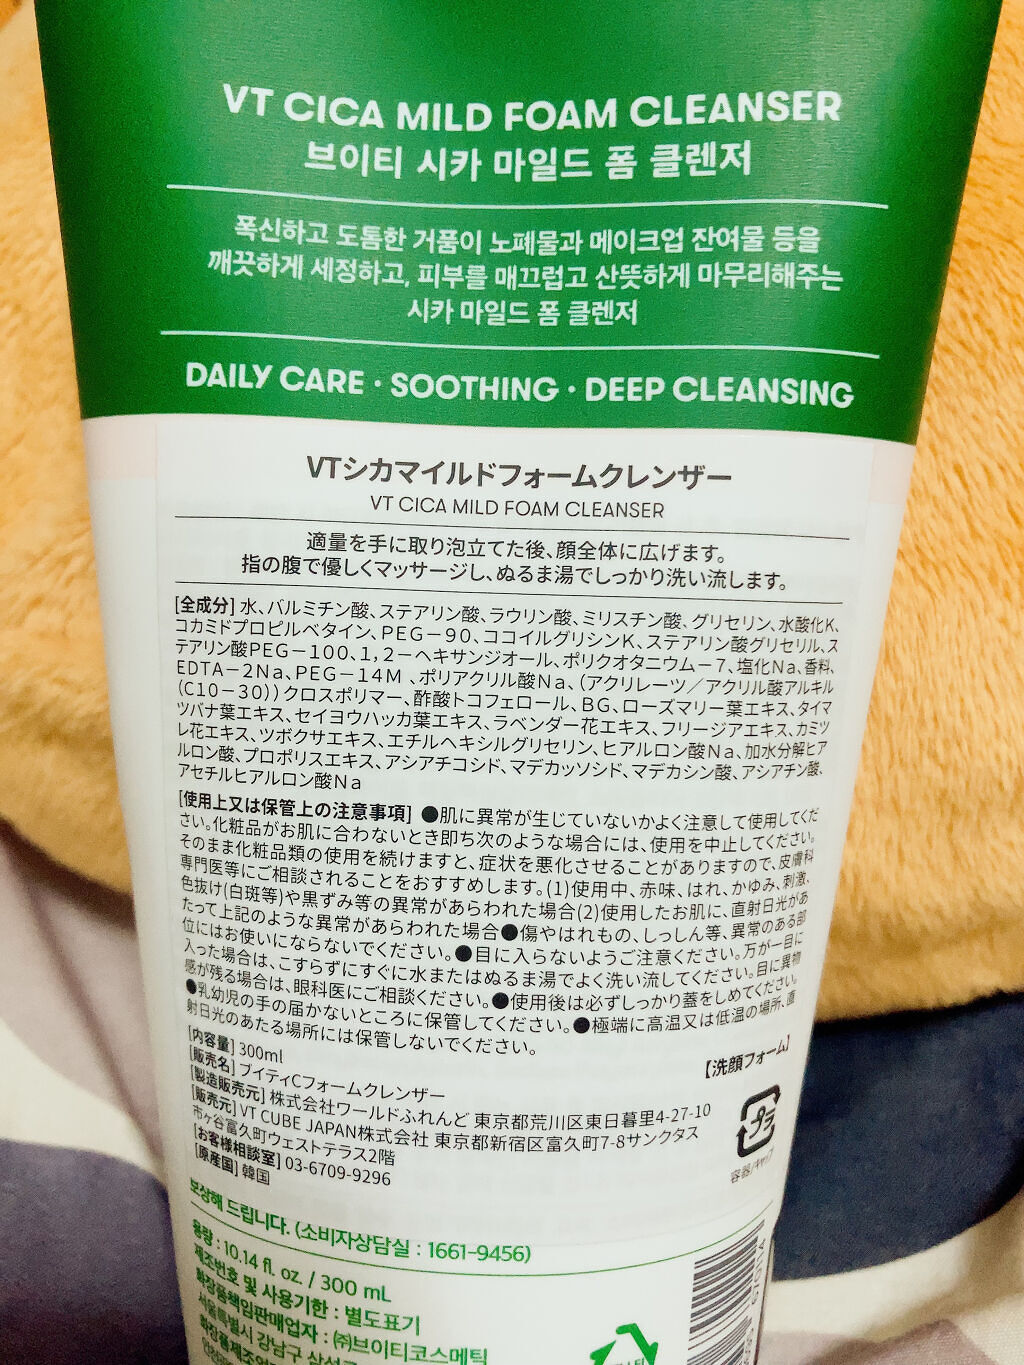 VT CICA MILD FOAM CLEANSER
브이티 시카 마일드 폼 클렌저
폭신하고 도톰한 거품이 노폐물과 메이크업 잔여물 등을
깨끗하게 세정하고, 피부를 매끄럽고 산뜻하게 마무리해주는
시카 마일드 폼 클렌저
DAILY CARE · SOOTHING · DEEP CLEANSING
VTシカマイルドフォームクレンザー
VT CICA MILD FOAM CLEANSER
適量を手に取り泡立てた後、顔全体に広げます。
指の腹で優しくマッサージし、ぬるま湯でしっかり洗い流します。
[全成分] 水、パルミチン酸、ステアリン酸、ラウリン酸、ミリスチン酸、グリセリン、水酸化K、
コカミドプロピルベタイン、PEG－90、ココイルグリシンK、ステアリン酸グリセリル、ス
テアリン酸PEG－100、1，2－ヘキサンジオール、ポリクオタニウム－7、塩化Na、香料、
EDTA－2Na、PEG－14M 、ポリアクリル酸Na、（アクリレーツ／アクリル酸アルキル
（C10－30））クロスポリマー、酢酸トコフェロール、BG、ローズマリー葉エキス、タイマ
ツバナ葉エキス、セイヨウハッカ葉エキス、ラベンダー花エキス、フリージアエキス、カミツ
レ花エキス、ツボクサエキス、エチルヘキシルグリセリン、ヒアルロン酸Na、加水分解ヒア
ルロン酸、プロポリスエキス、アシアチコシド、マデカッソシド、マデカシン酸、アシアチン酸、
アセチルヒアルロン酸Na
[使用上又は保管上の注意事項] ●肌に異常が生じていないかよく注意して使用してくだ
さい。化粧品がお肌に合わないとき即ち次のような場合には、使用を中止してください。
そのまま化粧品類の使用を続けますと、症状を悪化させることがありますので、皮膚科
専門医等にご相談されることをおすすめします。(1)使用中、赤味、はれ、かゆみ、刺激、
色抜け(白斑等)や黒ずみ等の異常があらわれた場合(2)使用したお肌に、直射日光があ
たって上記のような異常があらわれた場合●傷やはれもの、しっしん等、異常のある部
位にはお使いにならないでください。●目に入らないようご注意ください。万が一目に
入った場合は、こすらずにすぐに水またはぬるま湯でよく洗い流してください。目に異物
感が残る場合は、眼科医にご相談ください。●使用後は必ずしっかり蓋をしめてください。
●乳幼児の手の届かないところに保管してください。●極端に高温又は低温の場所、直
射日光のあたる場所には保管しないでください。
[内容量] 300ml
【洗顔フォーム】
[販売名] ブイティCフォームクレンザー
[製造販売元] 株式会社ワールドふれんど 東京都荒川区東日暮里4-27-10
[販売元] VT CUBE JAPAN株式会社 東京都新宿区富久町7-8サンクタス
市ヶ谷富久町ウェストテラス2階
[お客様相談室] 03-6709-9296
[原産国] 韓国
プラ
容器/キャップ
보상해 드립니다. (소비자상담실 : 1661-9456)
용량 : 10.14 fl. oz. / 300 mL
제조번호 및 사용기한 : 별도표기
화장품책임판매업자 : ㈜브이티코스메틱
서울특별시 강남구
화장품제조업자